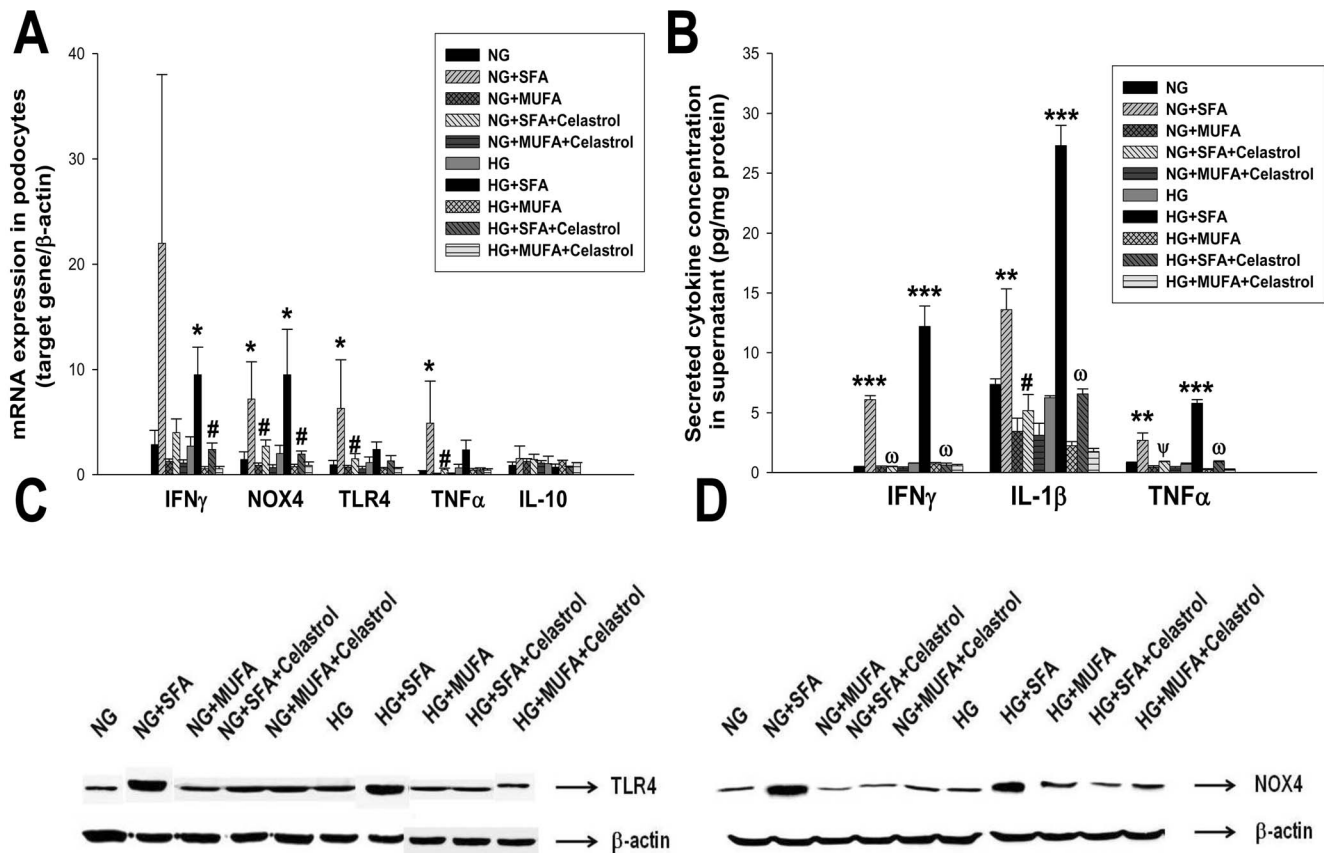 A
mRNA expression in podocytes
(target gene/β-actin)
40
30
20
10
0
NG
NG+SFA
NG+MUFA
NG+SFA+Celastrol
NG+MUFA+Celastrol
HG
HG+SFA
HG+MUFA
HG+SFA+Celastrol
HG+MUFA+Celastrol
* * * *
# # # # #
IFNγ NOX4 TLR4 TNFα IL-10
B
Secreted cytokine concentration
in supernatant (pg/mg protein)
35
30
25
20
15
10
5
0
NG
NG+SFA
NG+MUFA
NG+SFA+Celastrol
NG+MUFA+Celastrol
HG
HG+SFA
HG+MUFA
HG+SFA+Celastrol
HG+MUFA+Celastrol
*** ω *** ω ** # *** ω ** ψ *** ω
IFNγ IL-1β TNFα
C
NG NG+SFA NG+MUFA NG+SFA+Celastrol NG+MUFA+Celastrol HG HG+SFA HG+MUFA HG+SFA+Celastrol HG+MUFA+Celastrol
TLR4
β-actin
D
NG NG+SFA NG+MUFA NG+SFA+Celastrol NG+MUFA+Celastrol HG HG+SFA HG+MUFA HG+SFA+Celastrol HG+MUFA+Celastrol
NOX4
β-actin